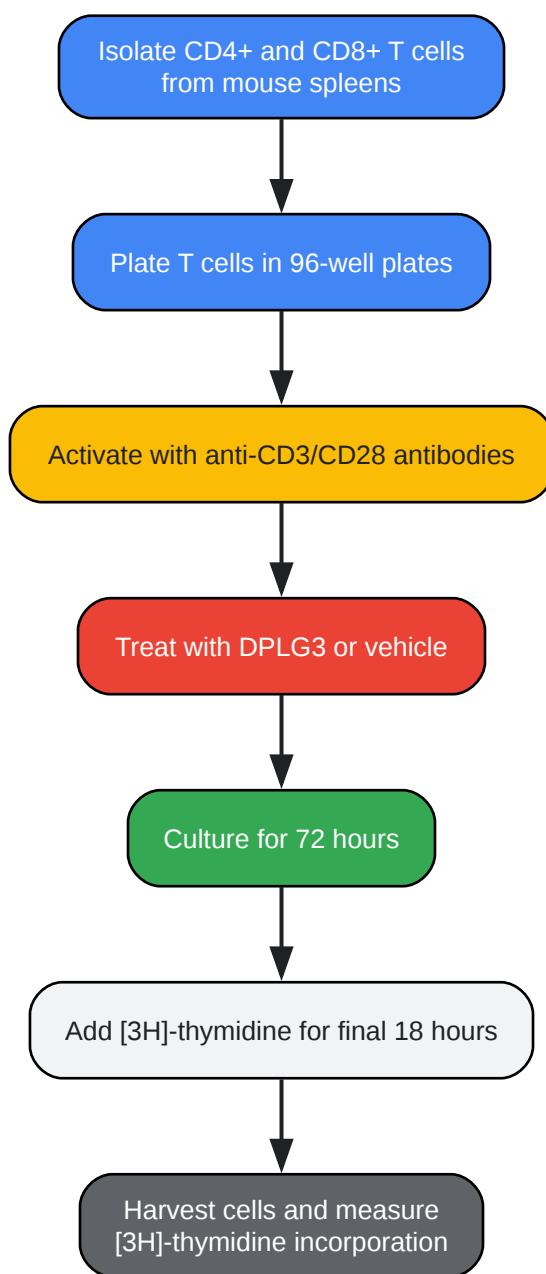 Isolate CD4+ and CD8+ T cells
from mouse spleens
Plate T cells in 96-well plates
Activate with anti-CD3/CD28 antibodies
Treat with DPLG3 or vehicle
Culture for 72 hours
Add [3H]-thymidine for final 18 hours
Harvest cells and measure
[3H]-thymidine incorporation